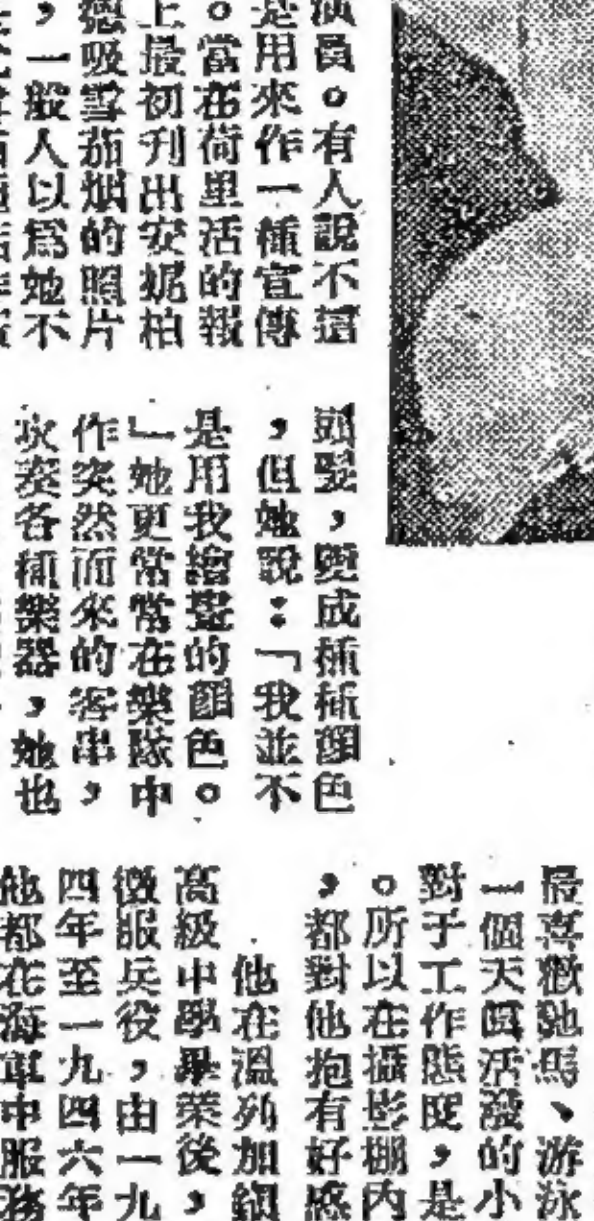 演員。有人說不這
是用來作一種宣傳
。當在荷里活的報
上最初刊出安妮柏
德吸雪茄烟的照片
，一般人以爲她不
頭髮，變成種種顏色
，但她說：「我並不
是用我繪畫的顏色。
」她更常常在樂隊中
作突然而來的客串，
吹奏各種樂器，她也
最喜歡馳馬、游泳
一個天眞活潑的小
對于工作態度，是
。所以在攝影棚內
，都對他抱有好感
他在溫列加鎭
高級中學畢業後，
徵服兵役，由一九
四年至一九四六年
他都在海軍中服務